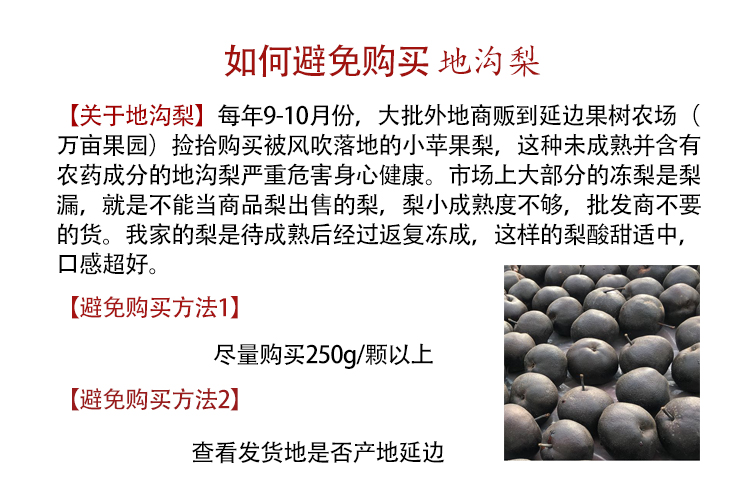 如何避免购买 地沟梨
【关于地沟梨】每年9-10月份，大批外地商贩到延边果树农场（
万亩果园）捡拾购买被风吹落地的小苹果梨，这种未成熟并含有
农药成分的地沟梨严重危害身心健康。市场上大部分的冻梨是梨
漏，就是不能当商品梨出售的梨，梨小成熟度不够，批发商不要
的货。我家的梨是待成熟后经过返复冻成，这样的梨酸甜适中，
口感超好。
【避免购买方法1】
尽量购买250g/颗以上
【避免购买方法2】
查看发货地是否产地延边